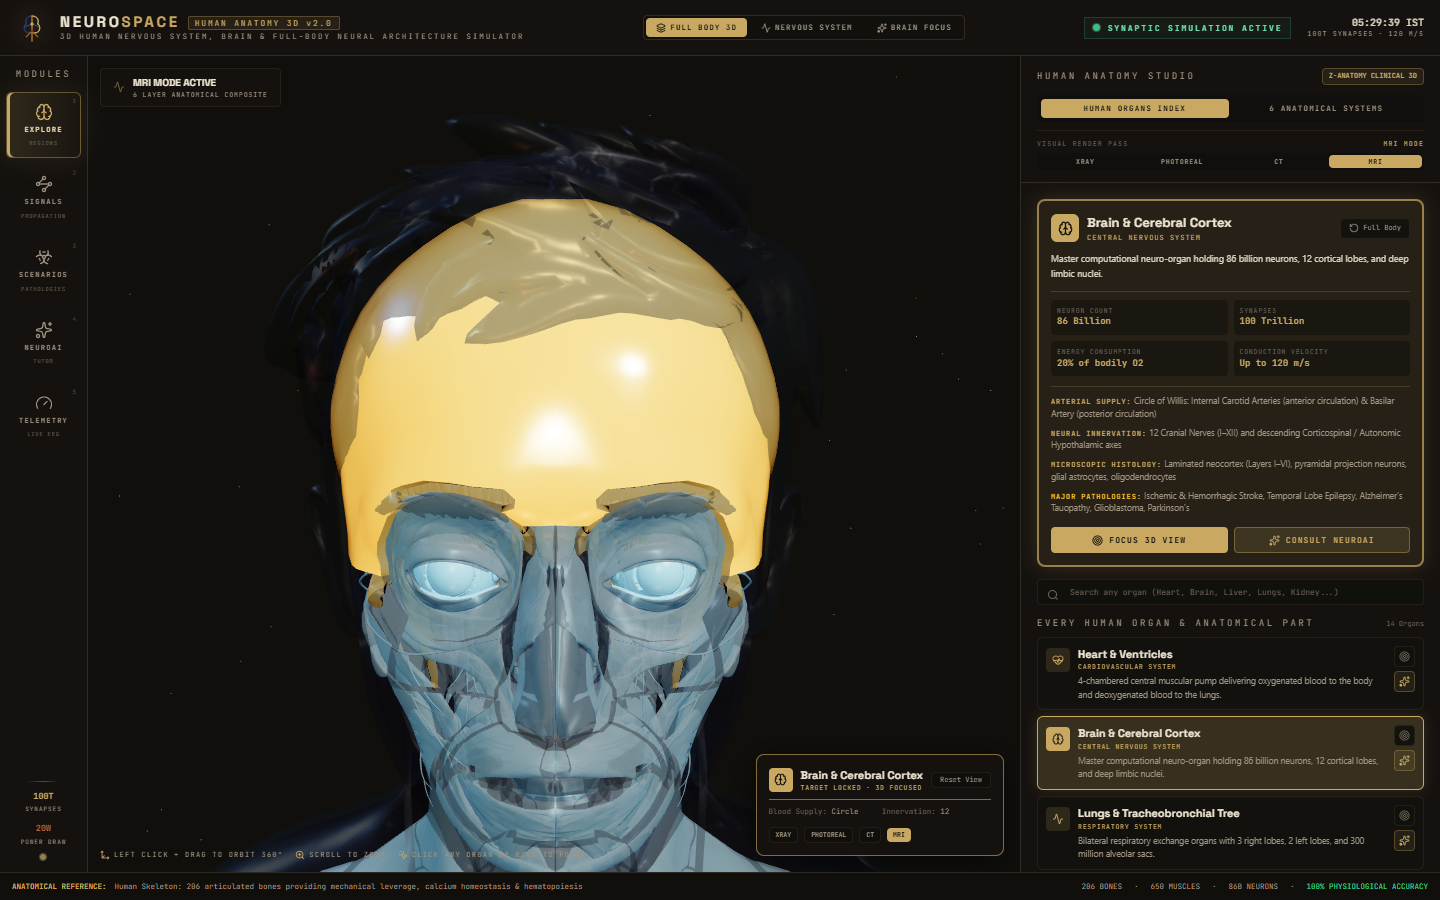 NEUROSPACE HUMAN ANATOMY 3D v2.0
3D HUMAN NERVOUS SYSTEM, BRAIN & FULL-BODY NEURAL ARCHITECTURE SIMULATOR
FULL BODY 3D
NERVOUS SYSTEM
BRAIN FOCUS
SYNAPTIC SIMULATION ACTIVE
05:29:39 IST
100T SYNAPSES · 120 M/S
MODULES
1
EXPLORE
REGIONS
2
SIGNALS
PROPAGATION
3
SCENARIOS
PATHOLOGIES
4
NEUROAI
TUTOR
5
TELEMETRY
LIVE EEG
100T
SYNAPSES
20W
POWER DRAW
MRI MODE ACTIVE
6 LAYER ANATOMICAL COMPOSITE
LEFT CLICK + DRAG TO ORBIT 360°
SCROLL TO
CLICK ANY ORGAN
Brain & Cerebral Cortex
TARGET LOCKED · 3D FOCUSED
Reset View
Blood Supply: Circle
Innervation: 12
XRAY
PHOTOREAL
CT
MRI
HUMAN ANATOMY STUDIO
Z-ANATOMY CLINICAL 3D
HUMAN ORGANS INDEX
6 ANATOMICAL SYSTEMS
VISUAL RENDER PASS
MRI MODE
XRAY
PHOTOREAL
CT
MRI
Brain & Cerebral Cortex
CENTRAL NERVOUS SYSTEM
Full Body
Master computational neuro-organ holding 86 billion neurons, 12 cortical lobes, and deep
limbic nuclei.
NEURON COUNT
86 Billion
SYNAPSES
100 Trillion
ENERGY CONSUMPTION
20% of bodily O2
CONDUCTION VELOCITY
Up to 120 m/s
ARTERIAL SUPPLY: Circle of Willis: Internal Carotid Arteries (anterior circulation) & Basilar
Artery (posterior circulation)
NEURAL INNERVATION: 12 Cranial Nerves (I–XII) and descending Corticospinal / Autonomic
Hypothalamic axes
MICROSCOPIC HISTOLOGY: Laminated neocortex (Layers I–VI), pyramidal projection neurons,
glial astrocytes, oligodendrocytes
MAJOR PATHOLOGIES: Ischemic & Hemorrhagic Stroke, Temporal Lobe Epilepsy, Alzheimer's
Tauopathy, Glioblastoma, Parkinson's
FOCUS 3D VIEW
CONSULT NEUROAI
Search any organ (Heart, Brain, Liver, Lungs, Kidney...)
EVERY HUMAN ORGAN & ANATOMICAL PART
14 Organs
Heart & Ventricles
CARDIOVASCULAR SYSTEM
4-chambered central muscular pump delivering oxygenated blood to the body
and deoxygenated blood to the lungs.
Brain & Cerebral Cortex
CENTRAL NERVOUS SYSTEM
Master computational neuro-organ holding 86 billion neurons, 12 cortical lobes,
and deep limbic nuclei.
Lungs & Tracheobronchial Tree
RESPIRATORY SYSTEM
Bilateral respiratory exchange organs with 3 right lobes, 2 left lobes, and 300
million alveolar sacs.
ANATOMICAL REFERENCE: Human Skeleton: 206 articulated bones providing mechanical leverage, calcium homeostasis & hematopoiesis
206 BONES · 650 MUSCLES · 86B NEURONS · 100% PHYSIOLOGICAL ACCURACY